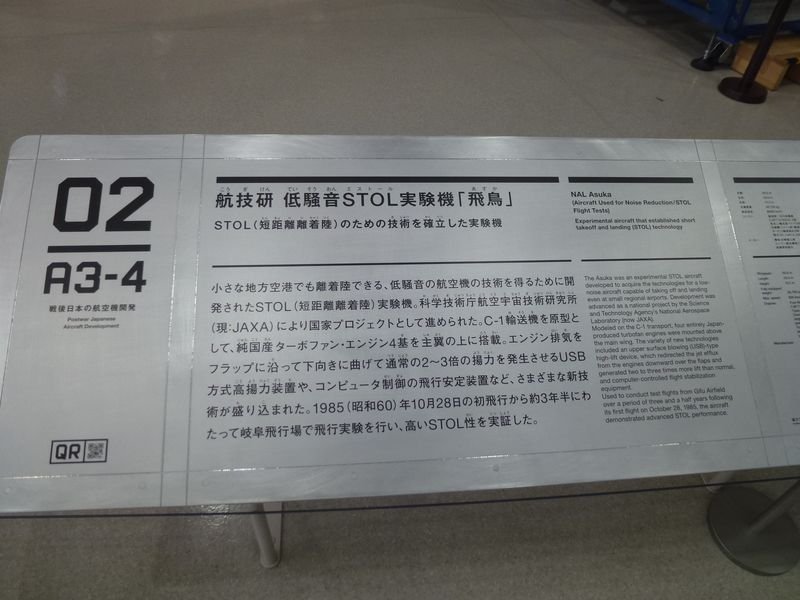 02
A3-4
戦後日本の航空機開発
Postwar Japanese
Aircraft Development
QR
こう ぎ けん てい そう おん エストール あすか
航技研 低騒音STOL実験機「飛鳥」
STOL(短距離離着陸)のための技術を確立した実験機
小さな地方空港でも離着陸できる、低騒音の航空機の技術を得るために開
発されたSTOL(短距離離着陸)実験機。科学技術庁航空宇宙技術研究所
(現:JAXA)により国家プロジェクトとして進められた。C-1輸送機を原型と
して、純国産ターボファン・エンジン4基を主翼の上に搭載。エンジン排気を
フラップに沿って下向きに曲げて通常の2〜3倍の揚力を発生させるUSB
方式高揚力装置や、コンピュータ制御の飛行安定装置など、さまざまな新技
術が盛り込まれた。1985(昭和60)年10月28日の初飛行から約3年半にわ
たって岐阜飛行場で飛行実験を行い、高いSTOL性を実証した。
NAL Asuka
(Aircraft Used for Noise Reduction/STOL
Flight Tests)
Experimental aircraft that established short
takeoff and landing (STOL) technology
The Asuka was an experimental STOL aircraft
developed to acquire the technologies for a low-
noise aircraft capable of taking off and landing
even at small regional airports. Development was
advanced as a national project by the Science
and Technology Agency's National Aerospace
Laboratory (now JAXA).
Modeled on the C-1 transport, four entirely Japan-
produced turbofan engines were mounted above
the main wing. The variety of new technologies
included an upper surface blowing (USB)-type
high-lift device, which redirected the jet efflux
from the engines downward over the flaps and
generated two to three times more lift than normal,
and computer-controlled flight stabilization
equipment.
Used to conduct test flights from Gifu Airfield
over a period of three and a half years following
its first flight on October 28, 1985, the aircraft
demonstrated advanced STOL performance.